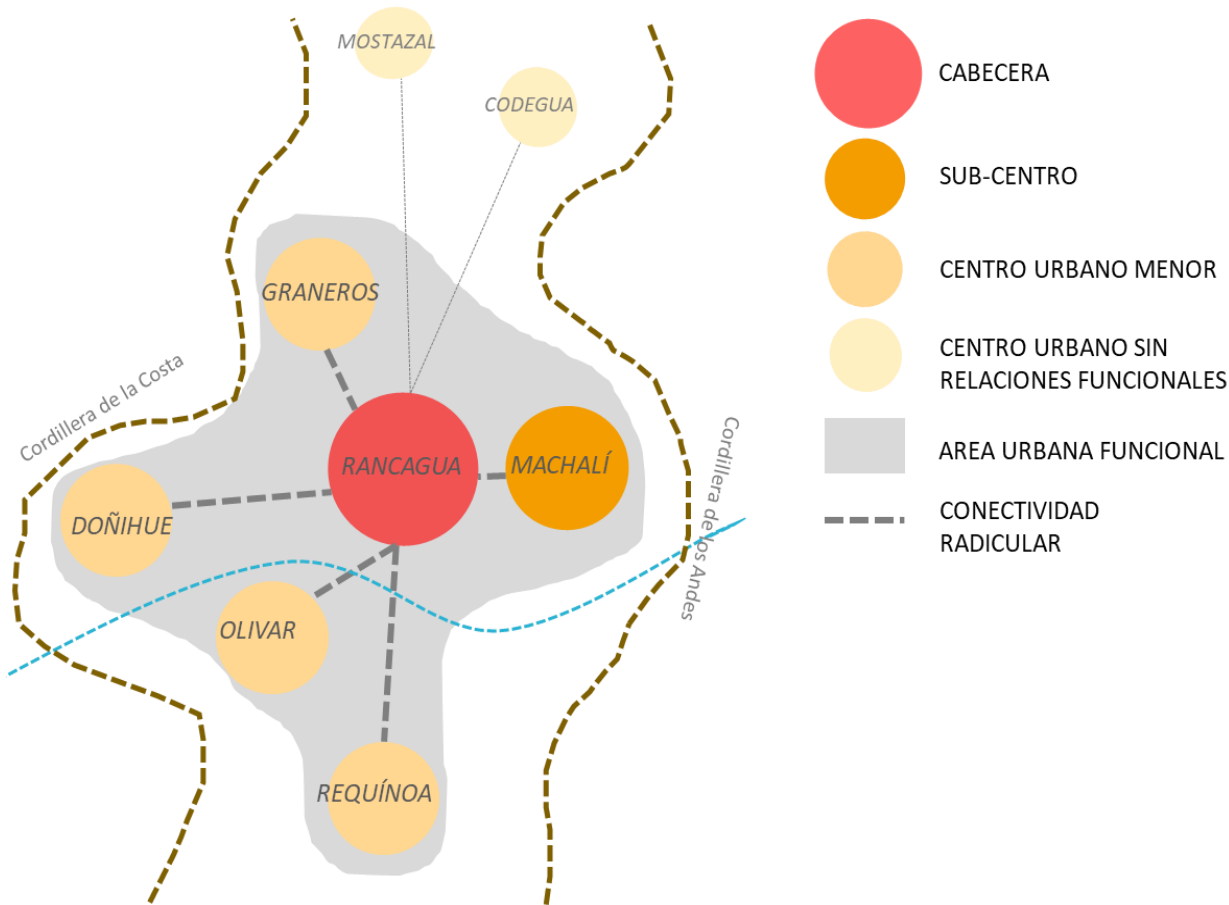 MOSTAZAL
CODEGUA
GRANEROS
Cordillera de la Costa
RANCAGUA
MACHALÍ
DOÑIHUE
Cordillera de los Andes
OLIVAR
REQUÍNOA
CABECERA
SUB-CENTRO
CENTRO URBANO MENOR
CENTRO URBANO SIN
RELACIONES FUNCIONALES
AREA URBANA FUNCIONAL
CONECTIVIDAD
RADICULAR